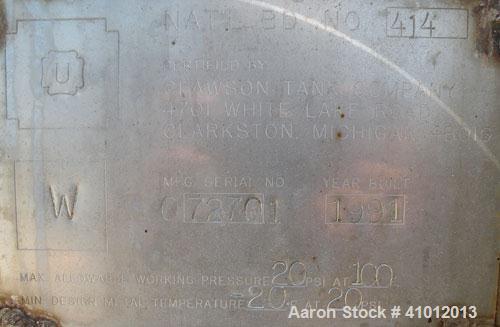 NAT'L BD. NO. 414
U
CERTIFIED BY
CLAWSON TANK COMPANY
4701 WHITE LAKE
CLARKSTON, MICHIGAN
W
MFG. SERIAL NO. YEAR BUILT
1991
MAX. ALLOWABLE WORKING PRESSURE 20 PSI AT 100
MIN. DESIGN METAL TEMPERATURE -20 °F AT 20 PSI
Aaron Stock # 41012013